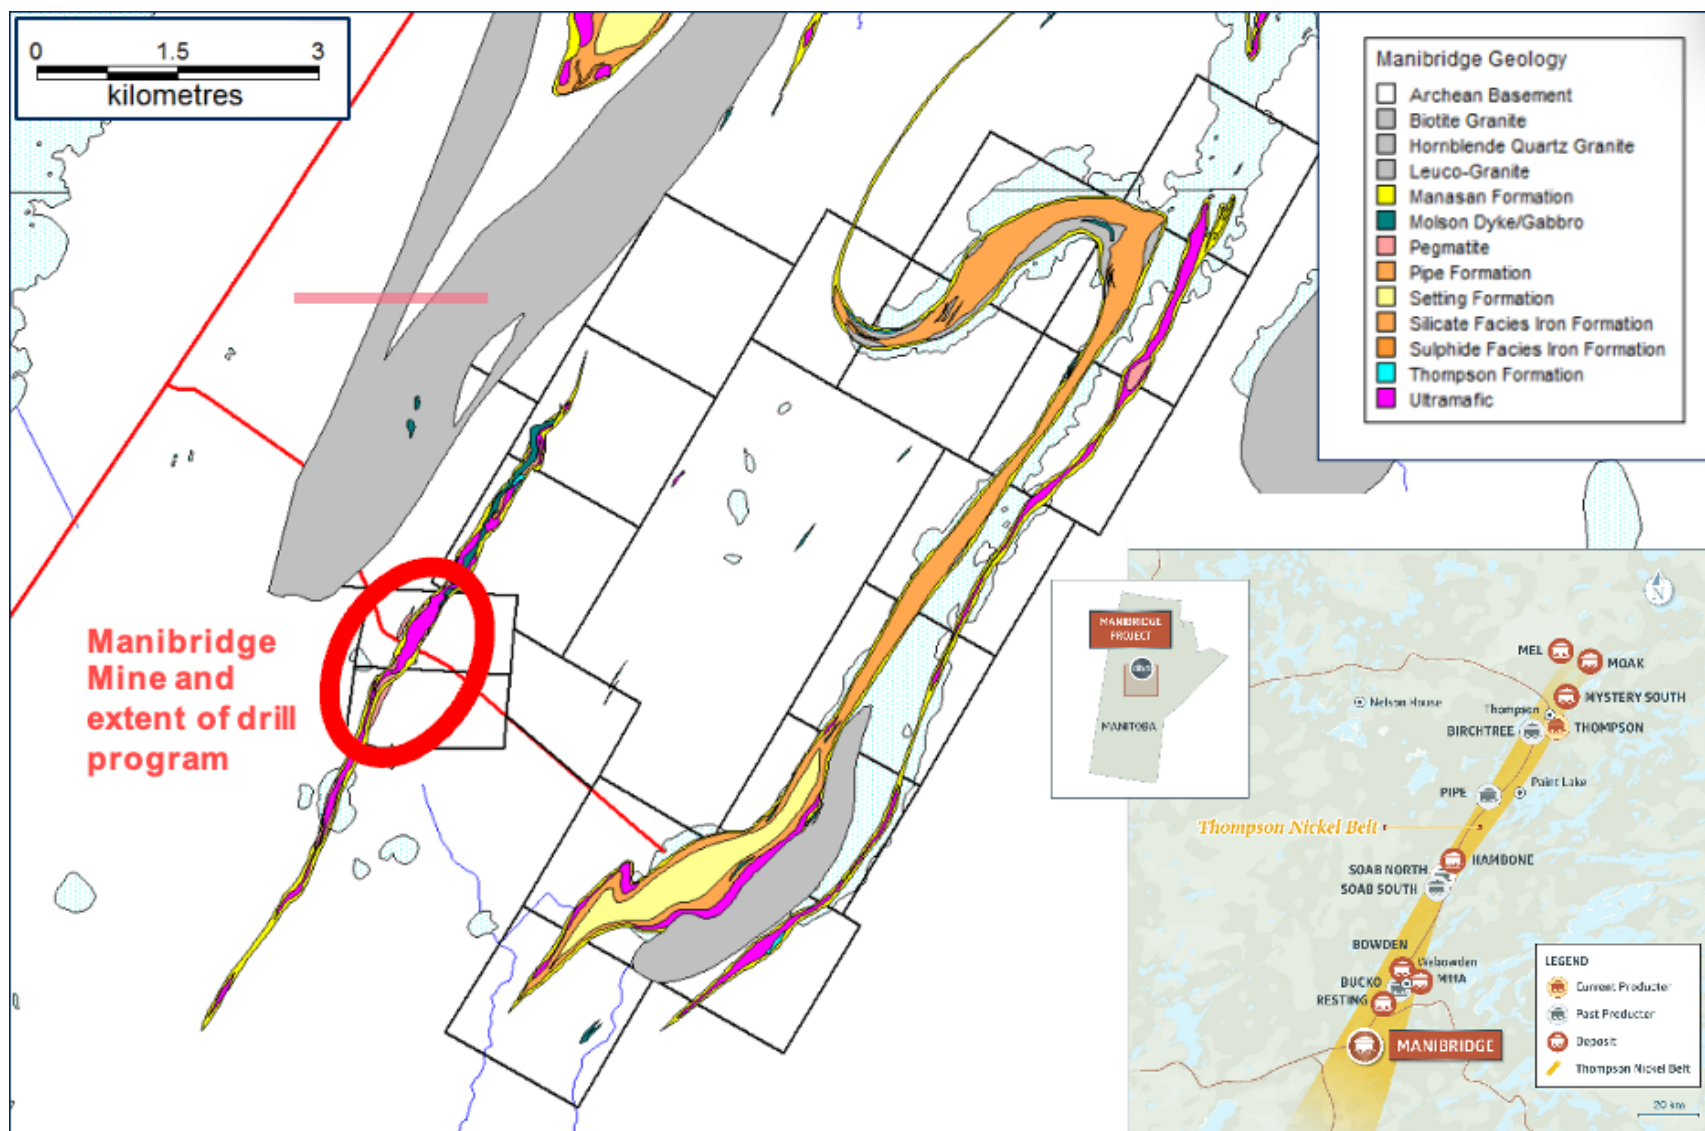 0 1.5 3
kilometres
Manibridge Geology
Archean Basement
Biotite Granite
Hornblende Quartz Granite
Leuco-Granite
Manasan Formation
Molson Dyke/Gabbro
Pegmatite
Pipe Formation
Setting Formation
Silicate Facies Iron Formation
Sulphide Facies Iron Formation
Thompson Formation
Ultramafic
Manibridge
Mine and
extent of drill
program
MANIBRIDGE
PROJECT
MANITOBA
N
MEL
MOAK
MYSTERY SOUTH
Nelson House
Thompson
BIRCHTREE
THOMPSON
PIPE
Paint Lake
Thompson Nickel Belt
HAMBONE
SOAB NORTH
SOAB SOUTH
BOWDEN
Wabowden
BUCKO
M11A
RESTING
MANIBRIDGE
LEGEND
Current Producer
Past Producer
Deposit
Thompson Nickel Belt
20 km